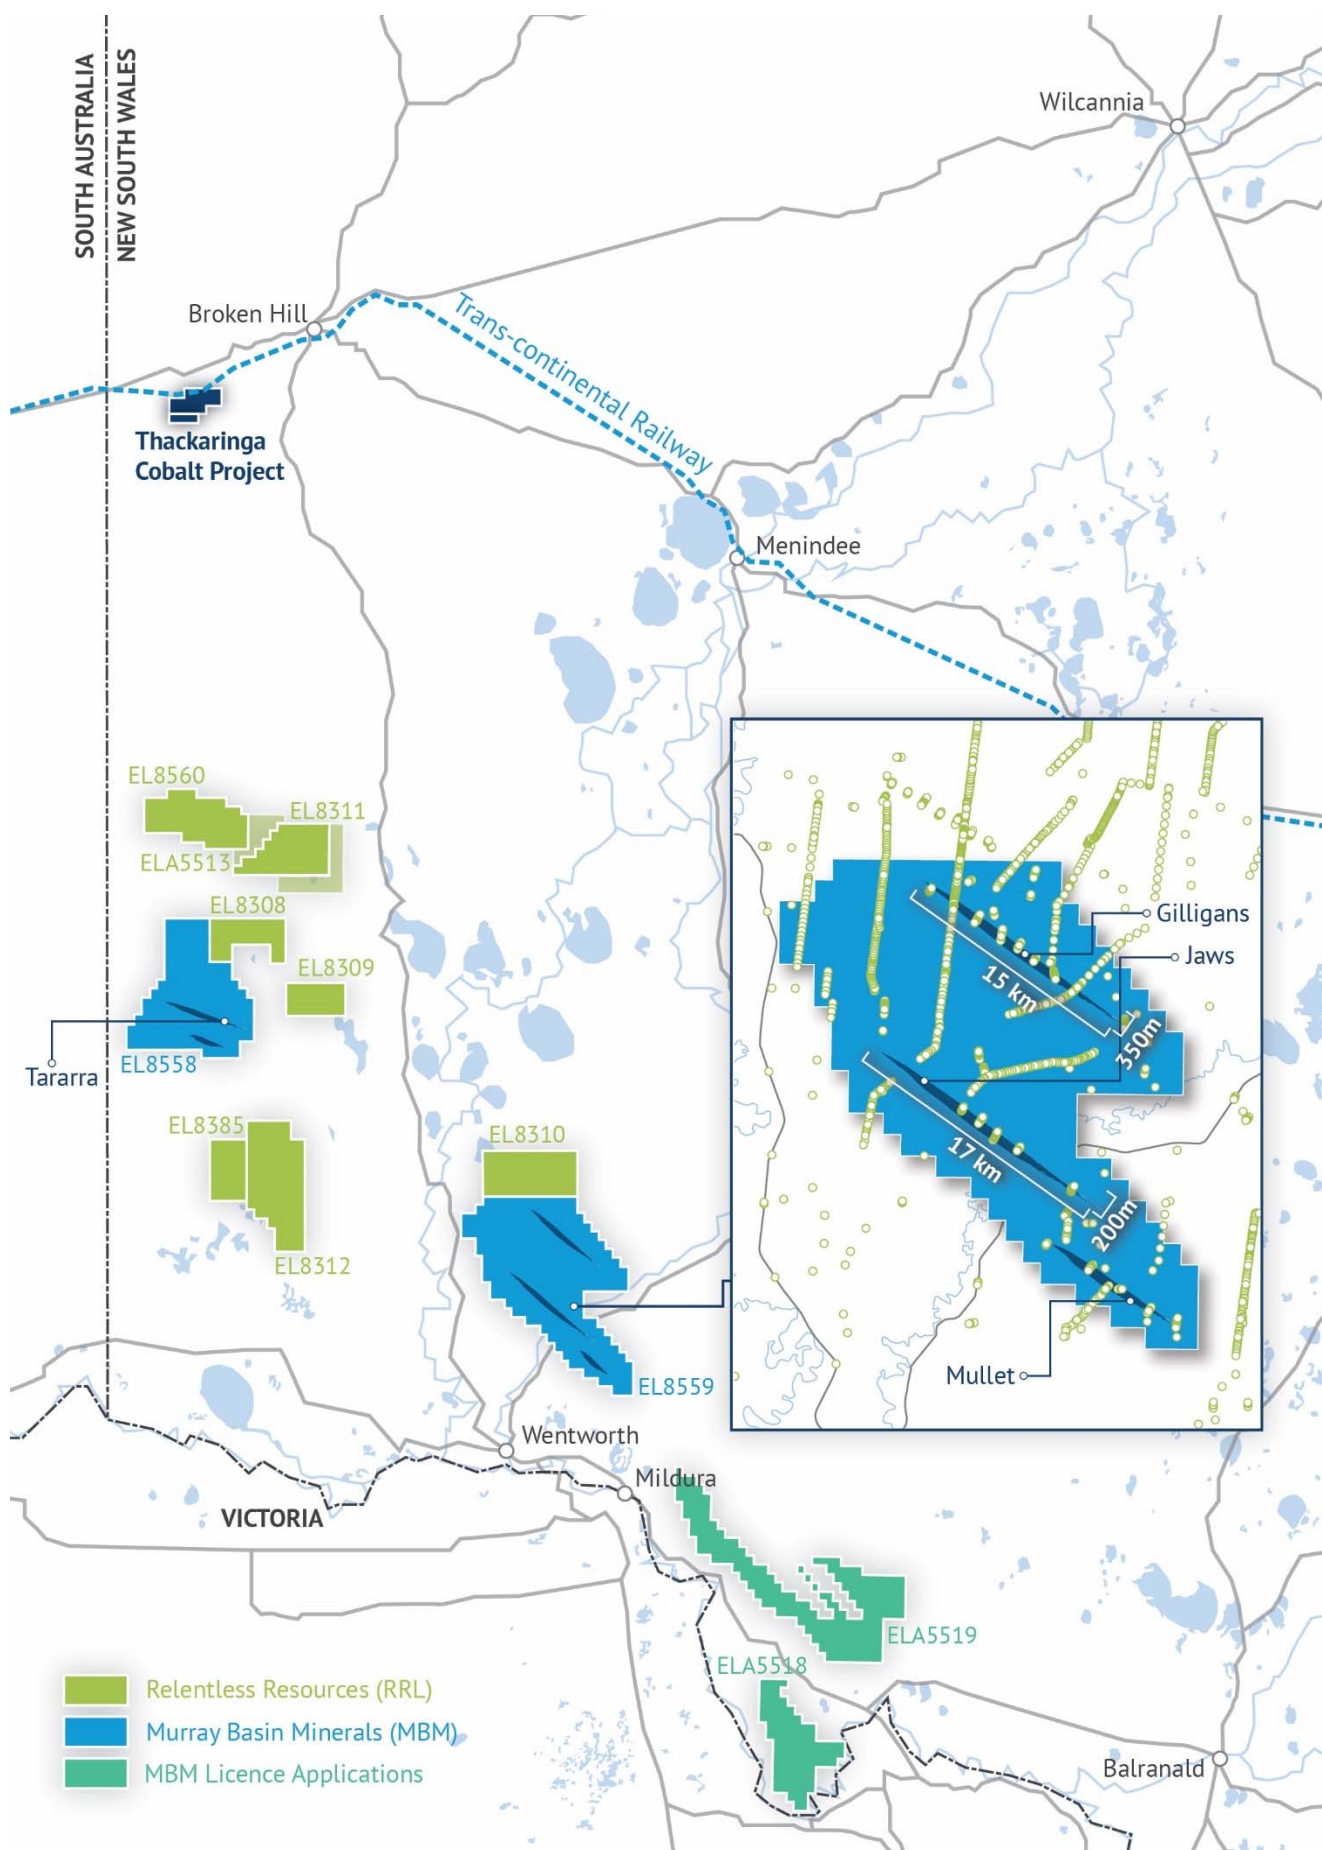 SOUTH AUSTRALIA
NEW SOUTH WALES
Wilcannia
Broken Hill
Trans-continental Railway
Thackaringa
Cobalt Project
Menindee
EL8560
EL8311
ELA5513
EL8308
EL8309
Tararra
EL8558
EL8385
EL8310
EL8312
EL8559
Gilligans
Jaws
15 km
350m
17 km
200m
Mullet
Wentworth
Mildura
VICTORIA
ELA5519
ELA5518
Balranald
Relentless Resources (RRL)
Murray Basin Minerals (MBM)
MBM Licence Applications